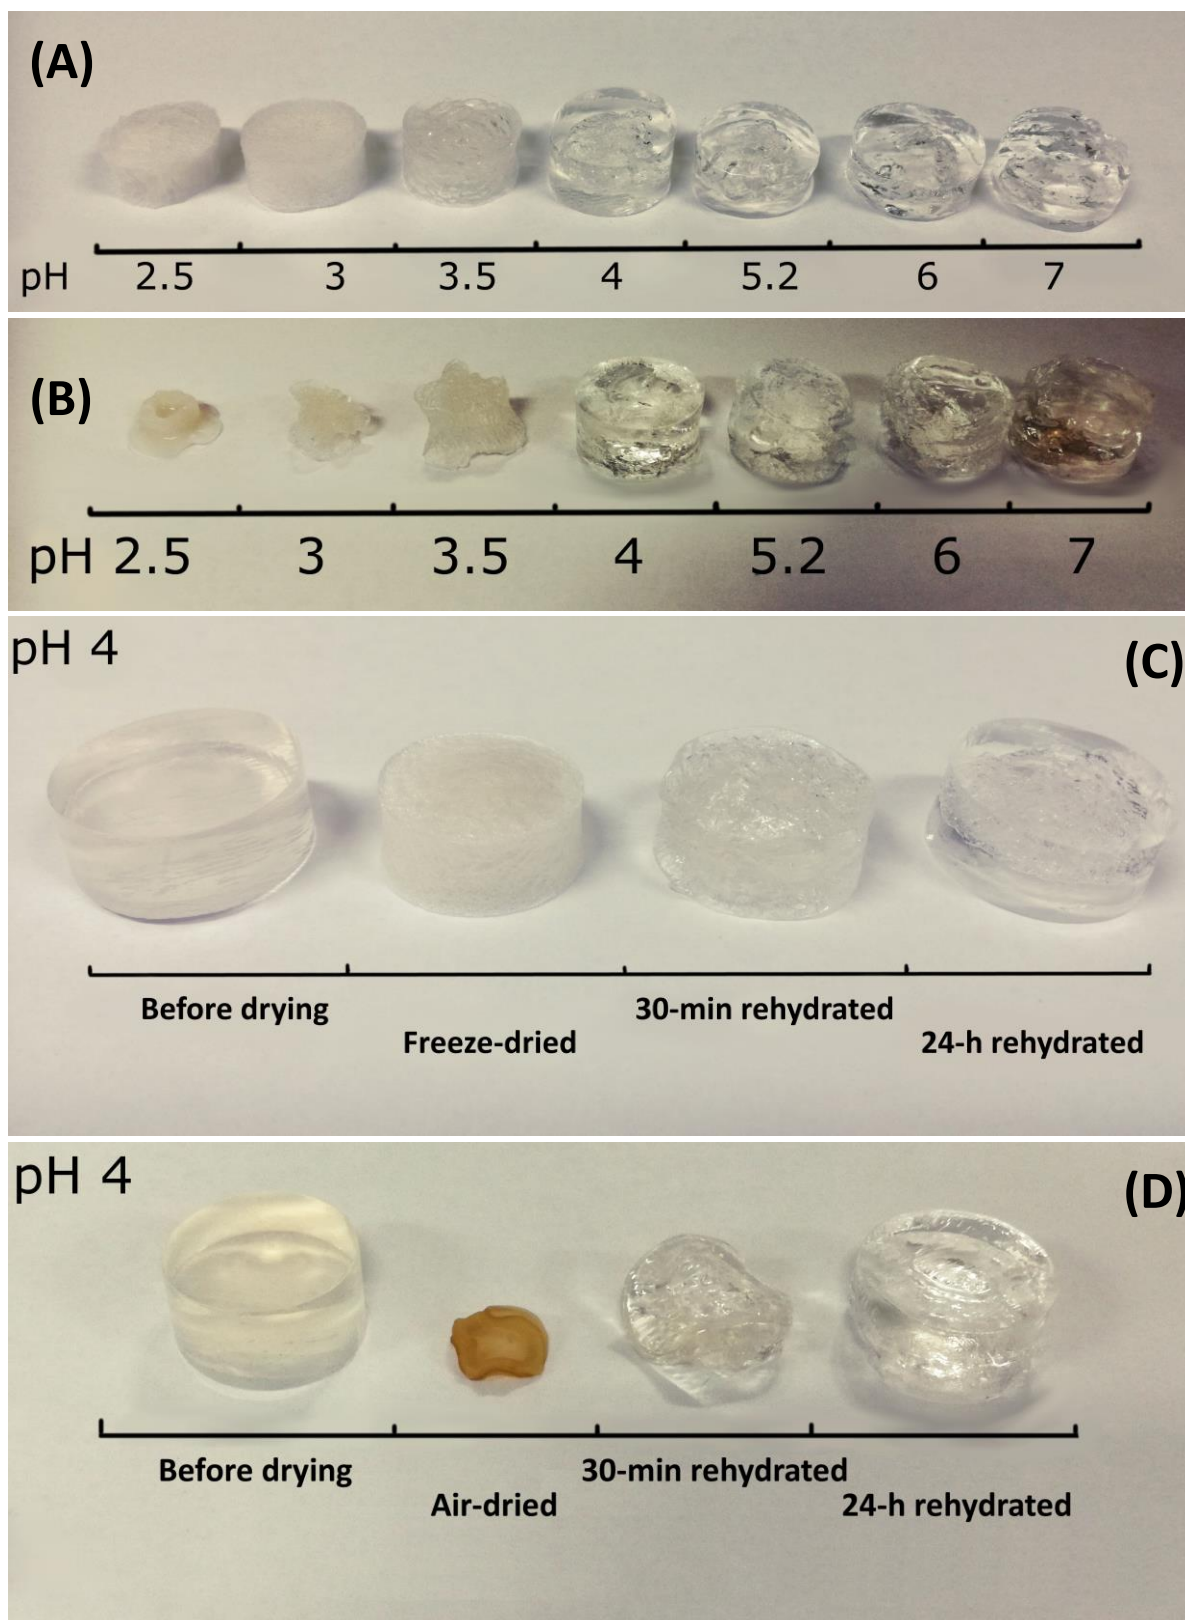 (A)
pH 2.5 3 3.5 4 5.2 6 7
(B)
pH 2.5 3 3.5 4 5.2 6 7
pH 4
(C)
Before drying
Freeze-dried
30-min rehydrated
24-h rehydrated
pH 4
(D)
Before drying
Air-dried
30-min rehydrated
24-h rehydrated